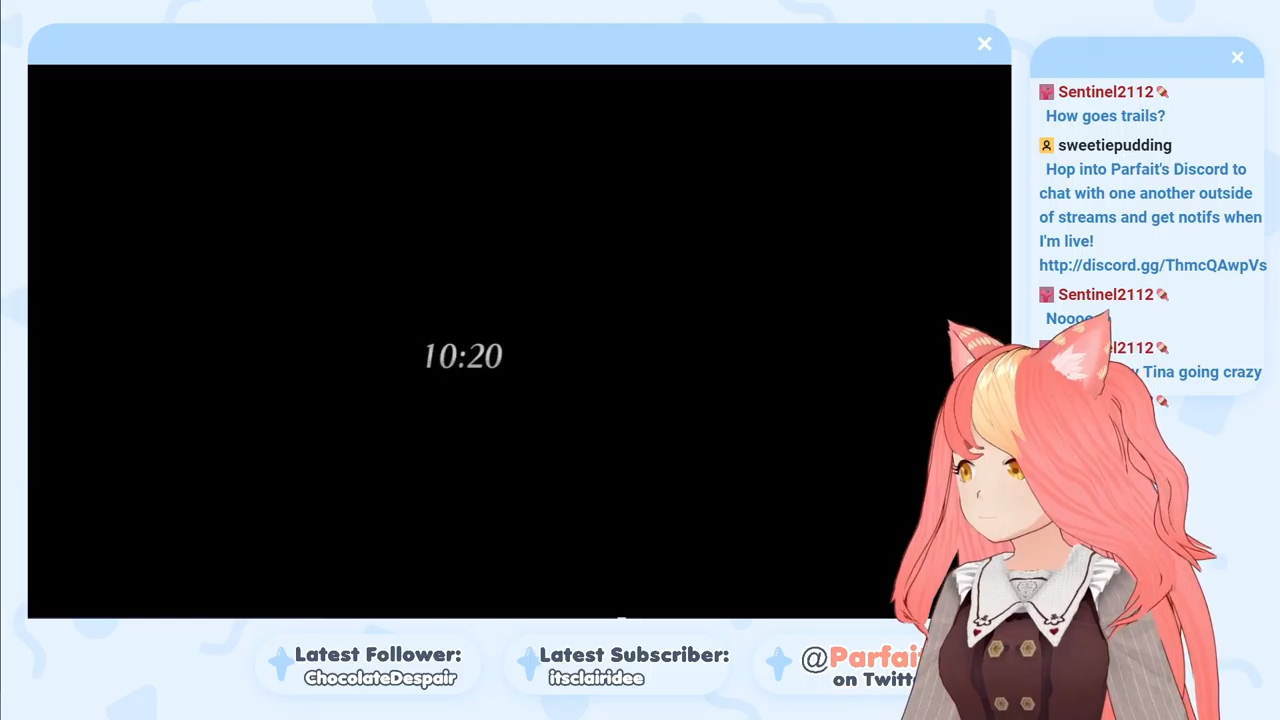 Sentinel2112
How goes trails?
sweetiepudding
Hop into Parfait's Discord to
chat with one another outside
of streams and get notifs when
I'm live!
http://discord.gg/ThmcQAwpVs
Sentinel2112
l2112
Tina going crazy
10:20
Latest Follower:
ChocolateDespair
Latest Subscriber:
itsclairidee
@Parfai
on Twitt